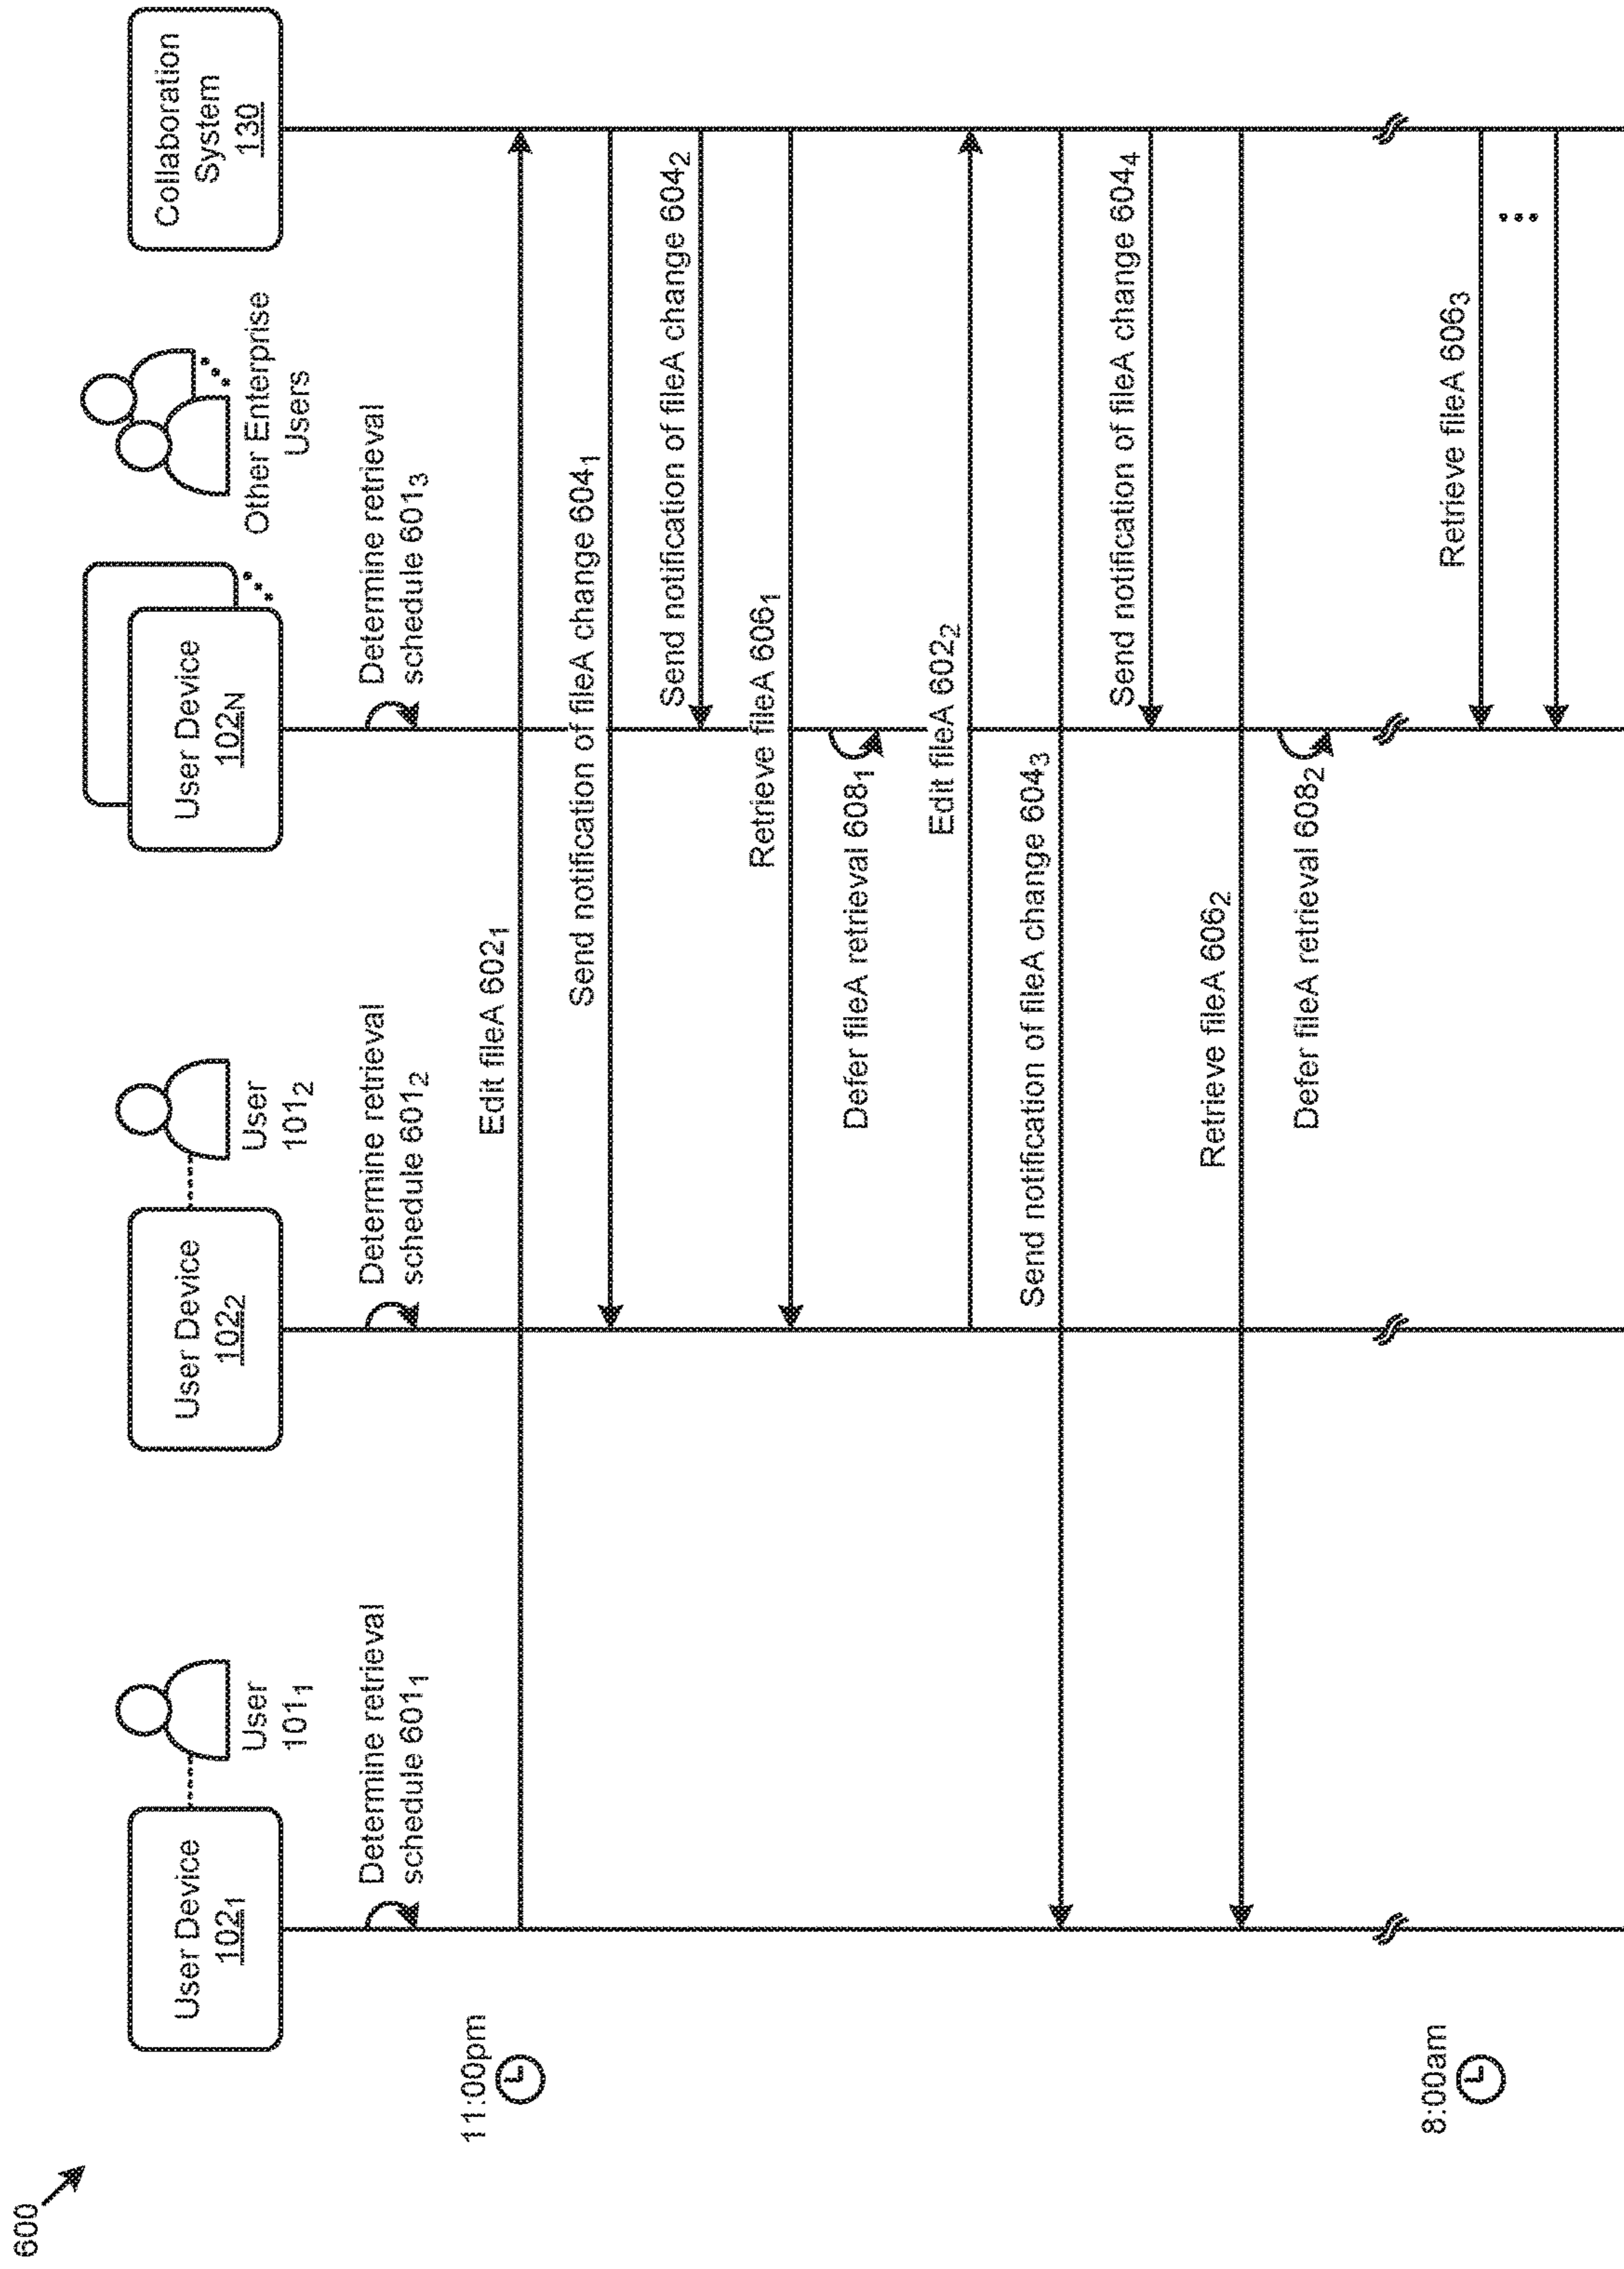 600
User Device
102₁
User
101₁
User Device
102₂
User
101₂
User Device
102N
Other Enterprise
Users
Collaboration
System
130
Determine retrieval
schedule 601₁
Determine retrieval
schedule 601₂
Determine retrieval
schedule 601₃
11:00pm
Edit fileA 602₁
Send notification of fileA change 604₁
Send notification of fileA change 604₂
Retrieve fileA 606₁
Defer fileA retrieval 608₁
Edit fileA 602₂
Send notification of fileA change 604₃
Send notification of fileA change 604₄
Retrieve fileA 606₂
Defer fileA retrieval 608₂
8:00am
Retrieve fileA 606₃